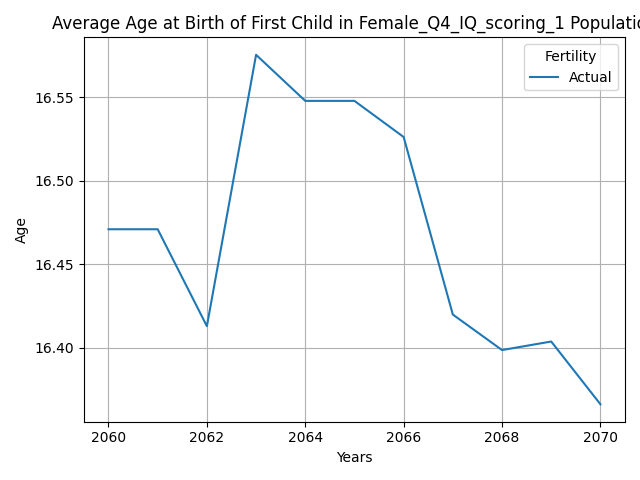 Average Age at Birth of First Child in Female_Q4_IQ_scoring_1 Populatio
Fertility
Actual
16.55
16.50
16.45
16.40
Age
2060 2062 2064 2066 2068 2070
Years